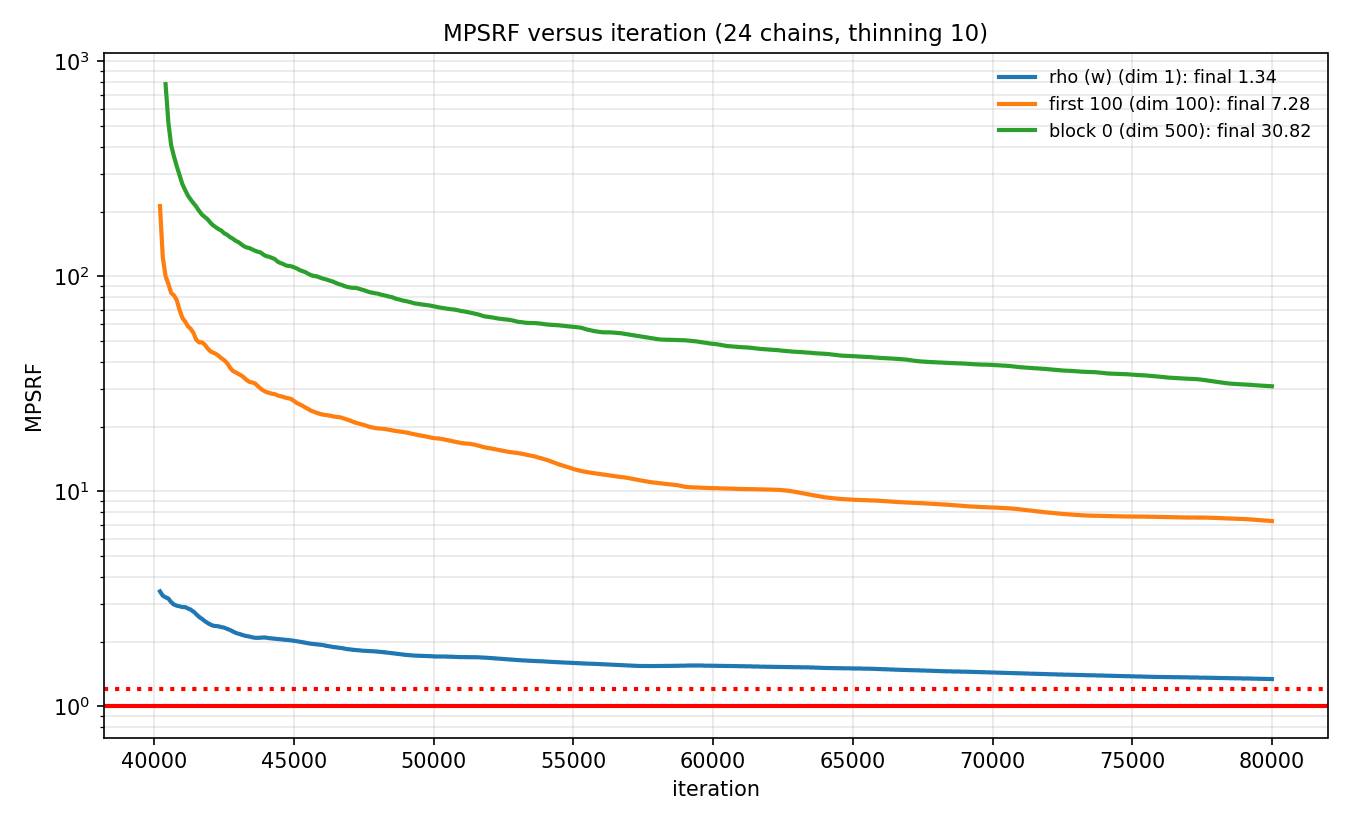 MPSRF versus iteration (24 chains, thinning 10)
rho (w) (dim 1): final 1.34
first 100 (dim 100): final 7.28
block 0 (dim 500): final 30.82
MPSRF
10³
10²
10¹
10⁰
40000 45000 50000 55000 60000 65000 70000 75000 80000
iteration